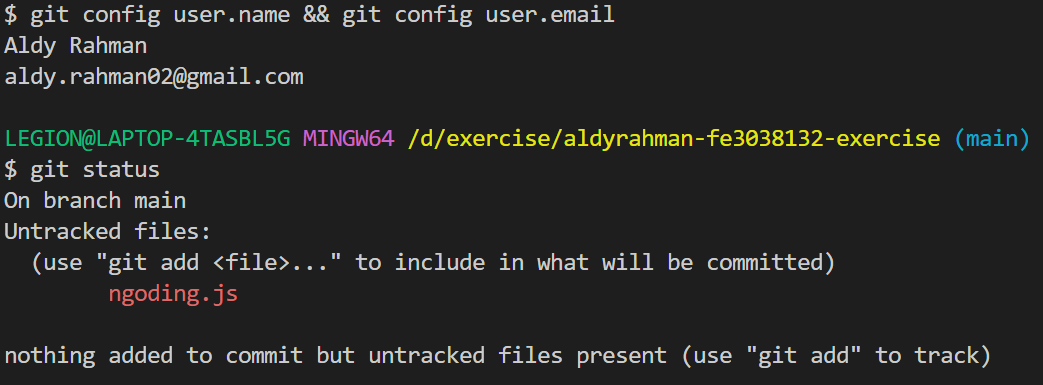 $ git config user.name && git config user.email
Aldy Rahman
aldy.rahman02@gmail.com
LEGION@LAPTOP-4TASBL5G MINGW64 /d/exercise/aldyrahman-fe3038132-exercise (main)
$ git status
On branch main
Untracked files:
(use "git add <file>..." to include in what will be committed)
ngoding.js
nothing added to commit but untracked files present (use "git add" to track)